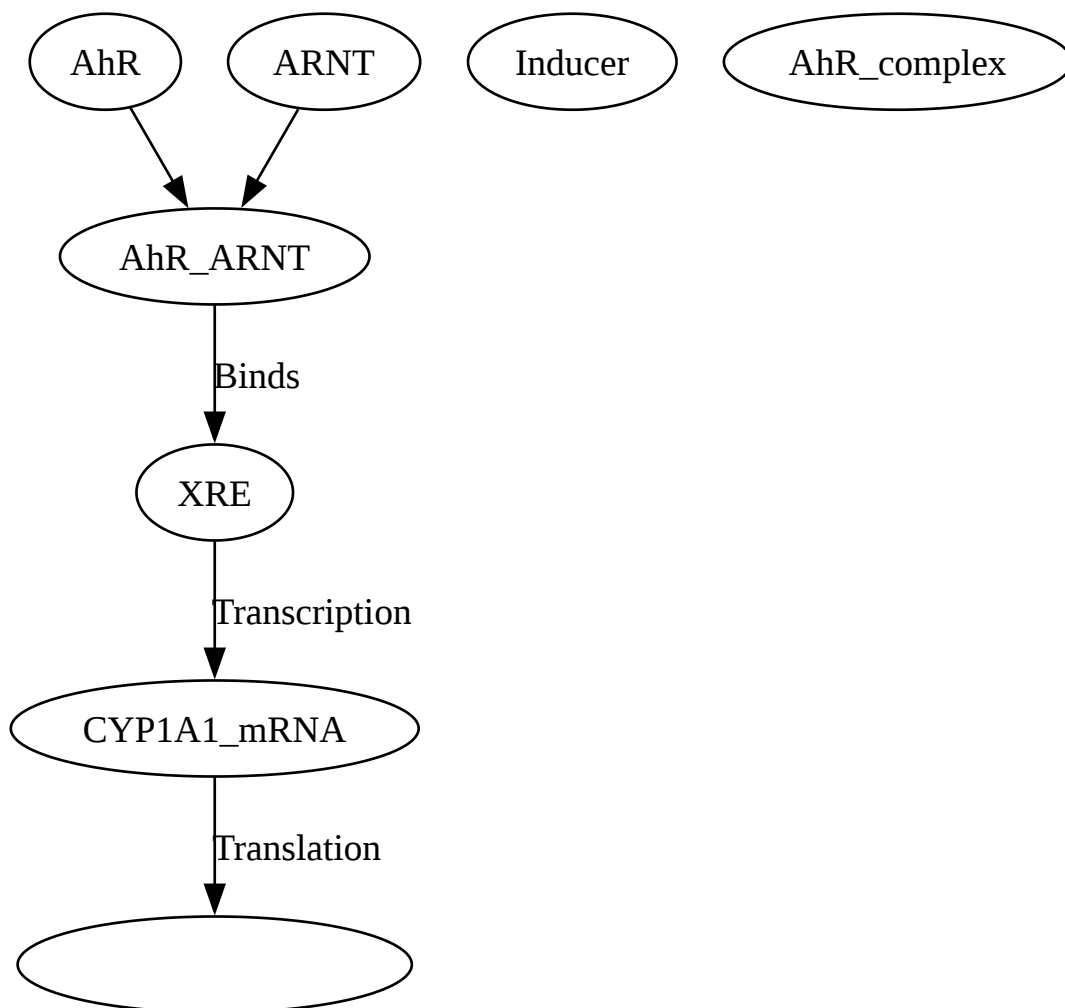 AhR
ARNT
Inducer
AhR_complex
AhR_ARNT
Binds
XRE
Transcription
CYP1A1_mRNA
Translation